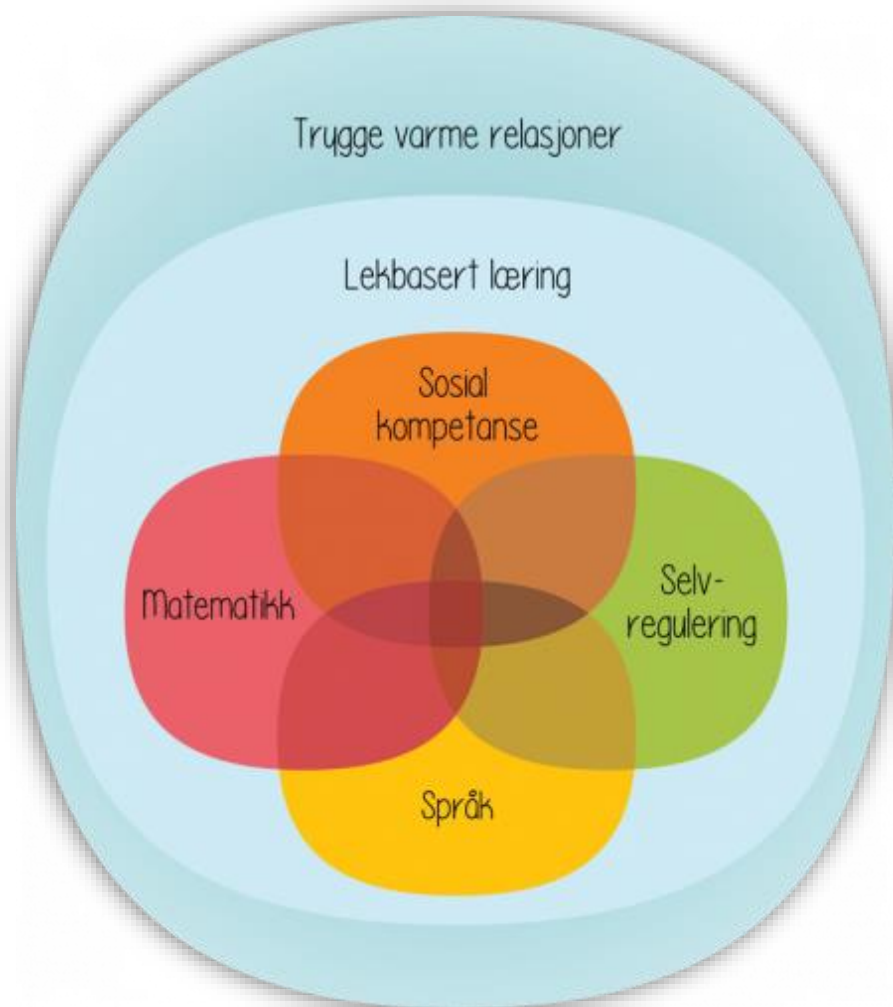 Trygge varme relasjoner
Lekbasert læring
Sosial
kompetanse
Matematikk
Selv-
regulering
Språk